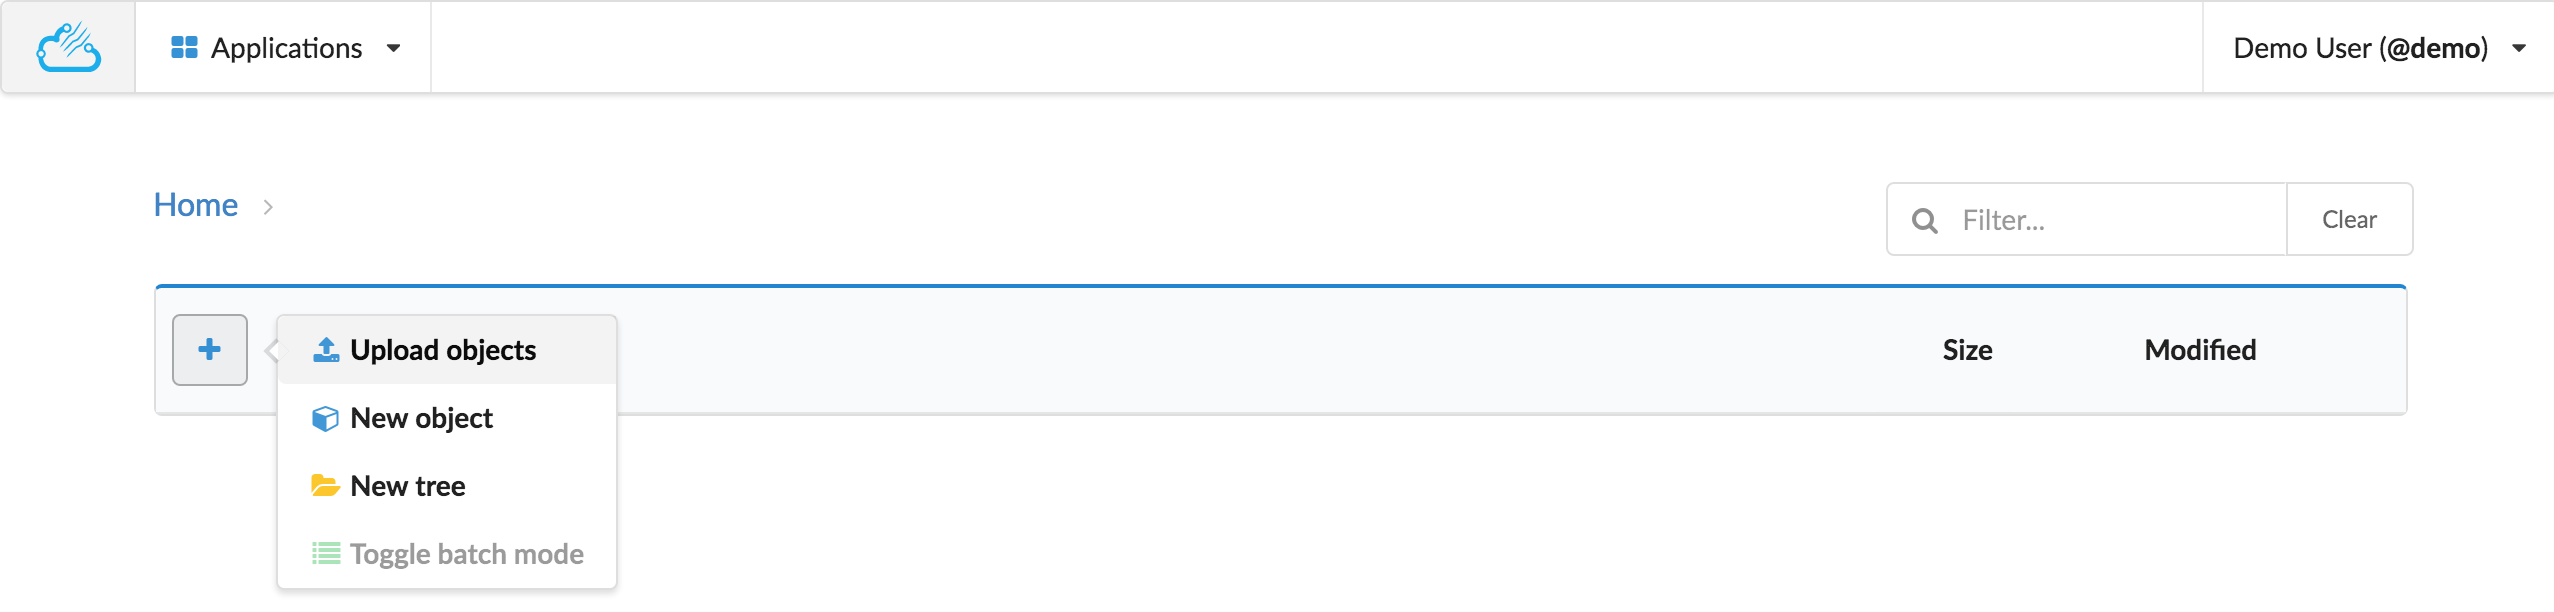 Applications
Demo User (@demo)
Home
Filter...
Clear
Upload objects
Size
Modified
New object
New tree
Toggle batch mode